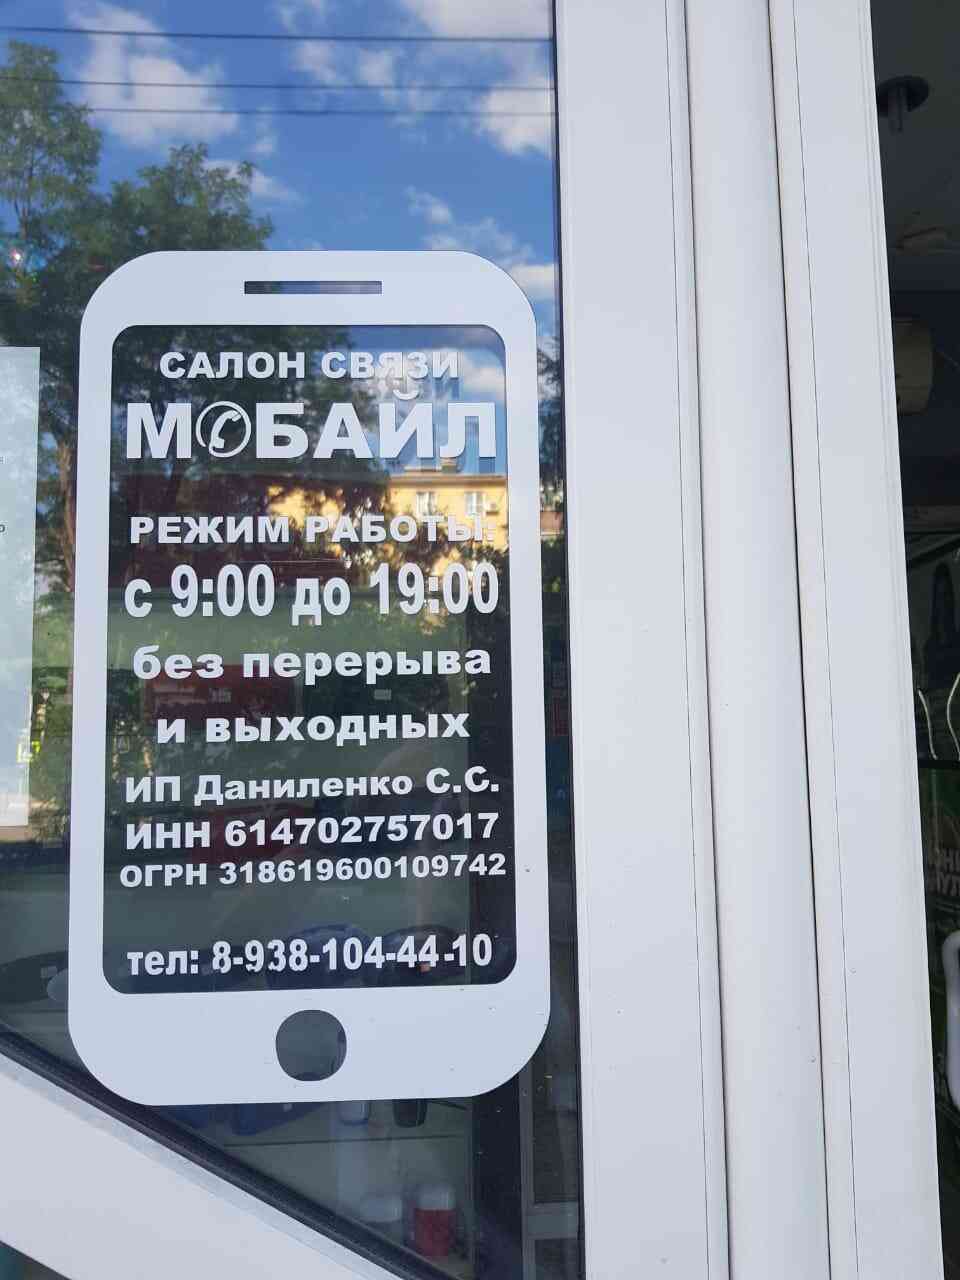 САЛОН СВЯЗИ
МОБАЙЛ
РЕЖИМ РАБОТЫ:
с 9:00 до 19:00
без перерыва
и выходных
ИП Даниленко С.С.
ИНН 614702757017
ОГРН 318619600109742
тел: 8-938-104-44-10